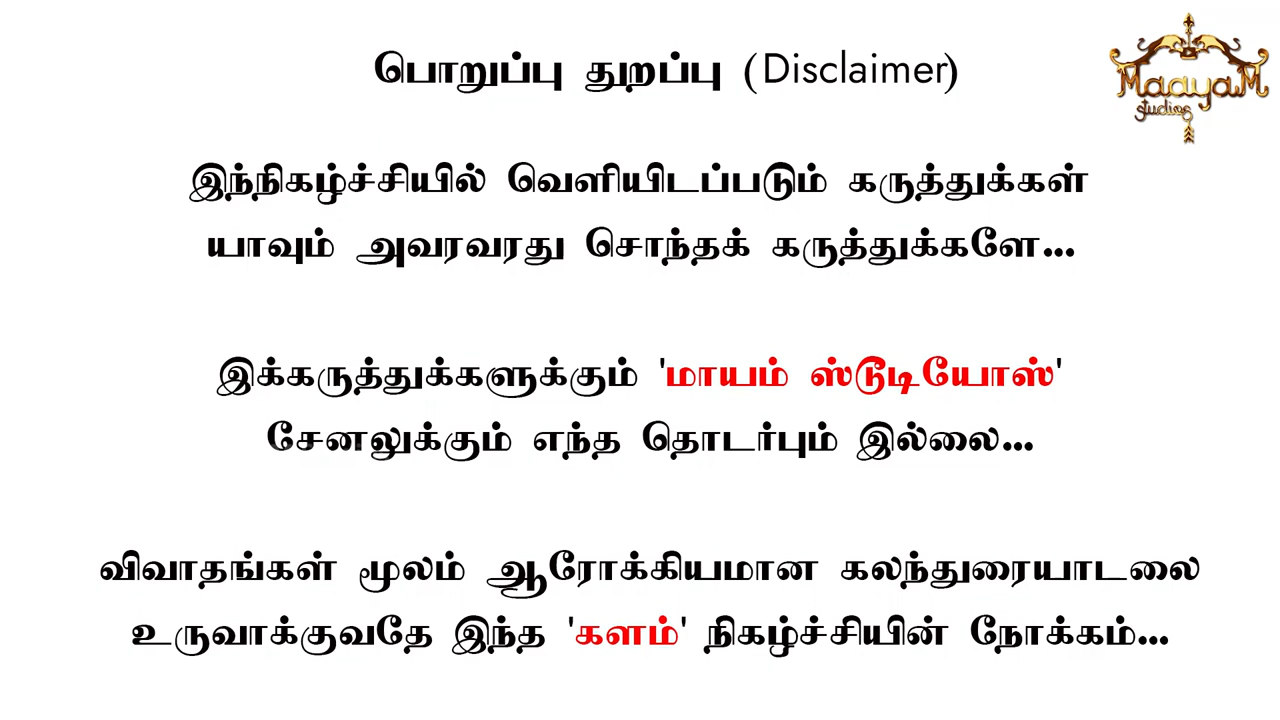 பொறுப்பு துறப்பு (Disclaimer)
MaayaM
studios
இந்நிகழ்ச்சியில் வெளியிடப்படும் கருத்துக்கள்
யாவும் அவரவரது சொந்தக் கருத்துக்களே...
இக்கருத்துக்களுக்கும் 'மாயம் ஸ்டூடியோஸ்'
சேனலுக்கும் எந்த தொடர்பும் இல்லை...
விவாதங்கள் மூலம் ஆரோக்கியமான கலந்துரையாடலை
உருவாக்குவதே இந்த 'களம்' நிகழ்ச்சியின் நோக்கம்...